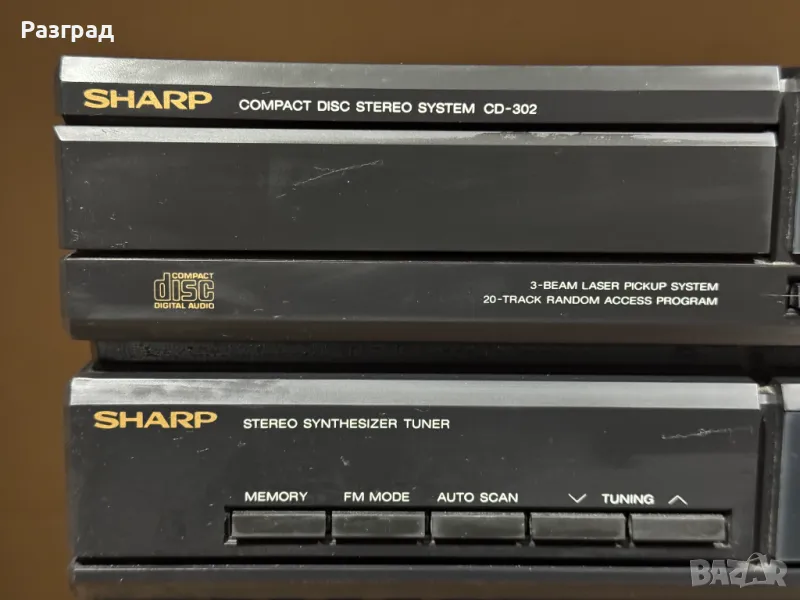 Разград
SHARP COMPACT DISC STEREO SYSTEM CD-302
COMPACT
disc
DIGITAL AUDIO
3-BEAM LASER PICKUP SYSTEM
20-TRACK RANDOM ACCESS PROGRAM
SHARP STEREO SYNTHESIZER TUNER
MEMORY FM MODE AUTO SCAN TUNING
BAZAR